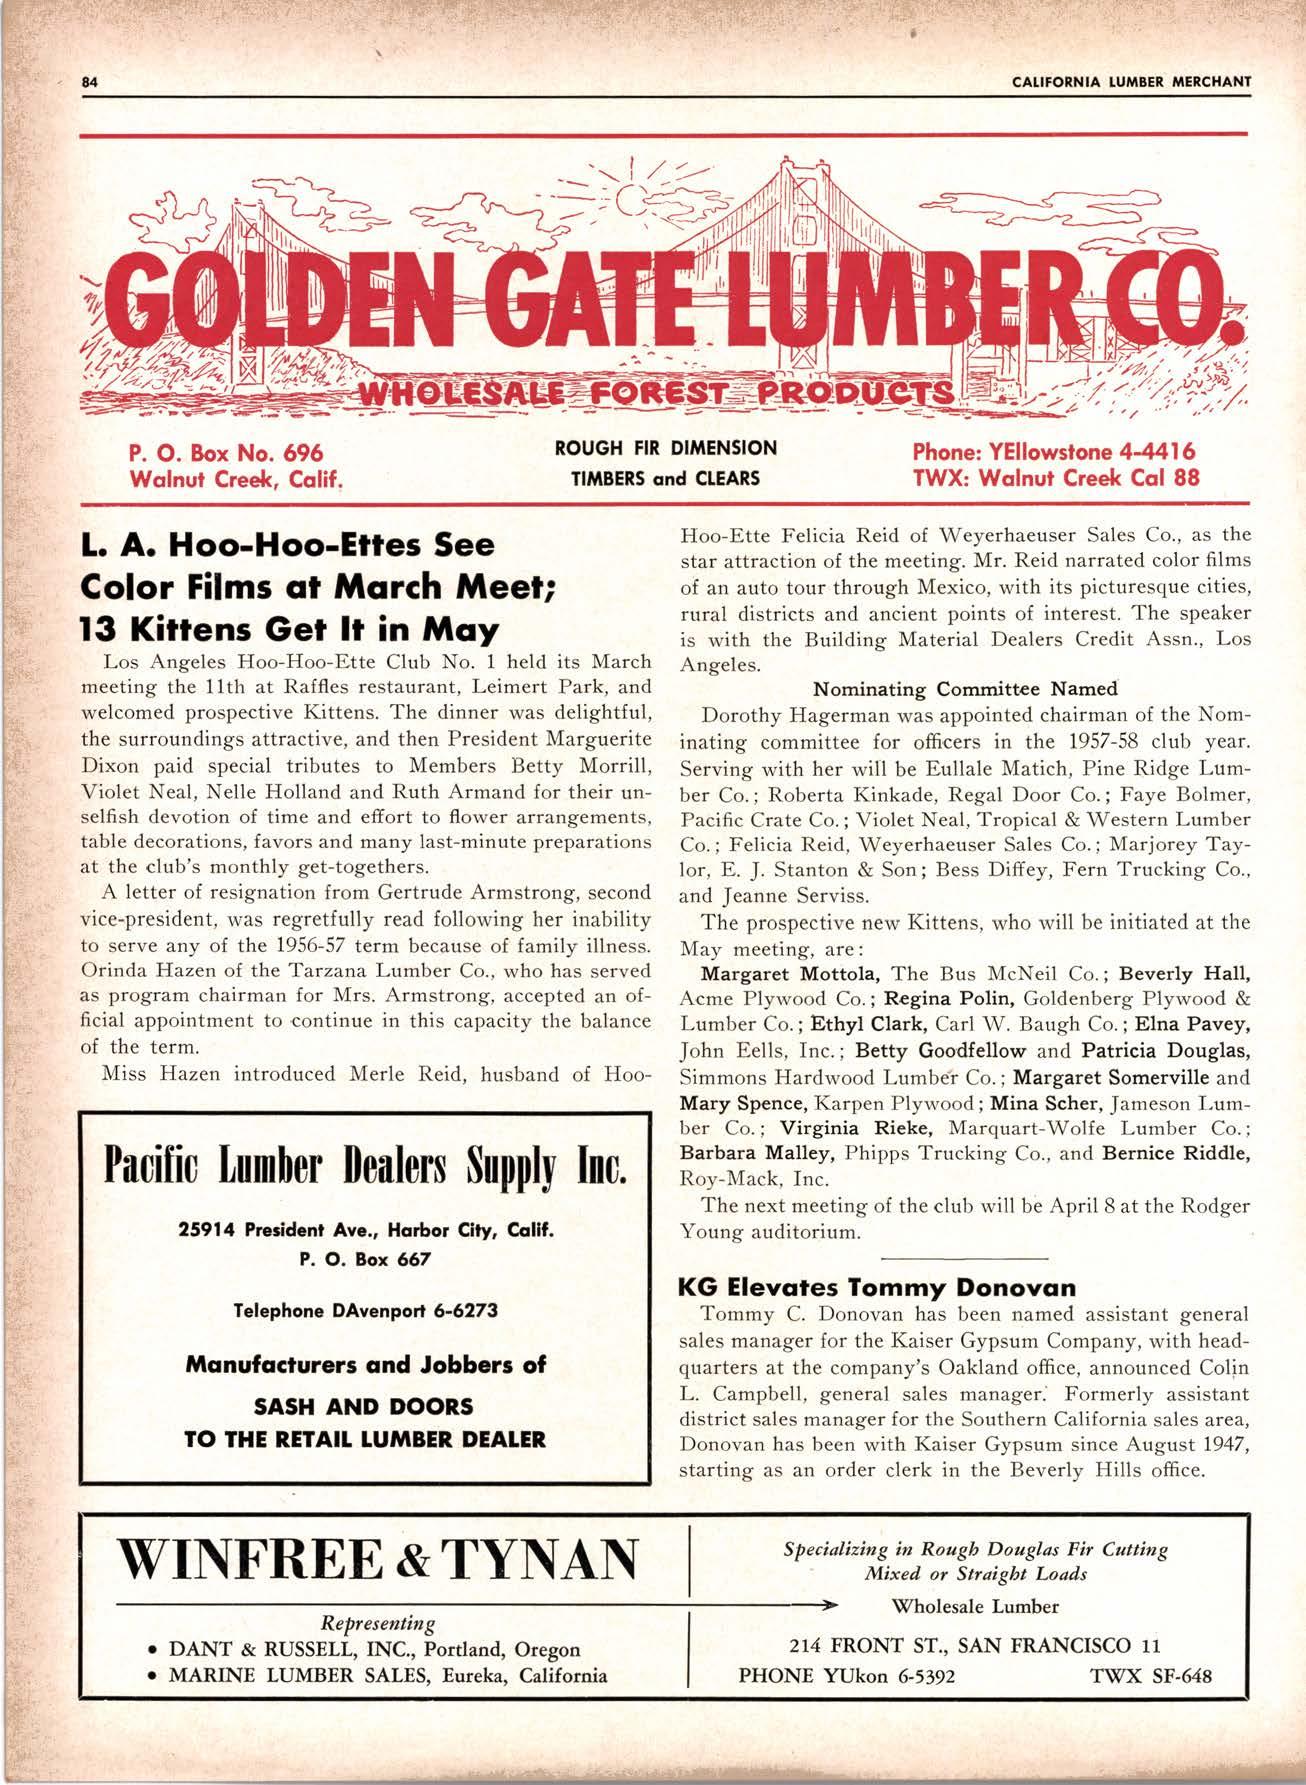 84
CALIFORNIA LUMBER MERCHANT
GOLDEN GATE LUMBER CO.
WHOLESALE FOREST PRODUCTS
P. O. Box No. 696
Walnut Creek, Calif.
ROUGH FIR DIMENSION
TIMBERS and CLEARS
Phone: YEllowstone 4-4416
TWX: Walnut Creek Cal 88
L. A. Hoo-Hoo-Ettes See
Color Films at March Meet;
13 Kittens Get It in May
Los Angeles Hoo-Hoo-Ette Club No. 1 held its March
meeting the 11th at Raffles restaurant, Leimert Park, and
welcomed prospective Kittens. The dinner was delightful,
the surroundings attractive, and then President Marguerite
Dixon paid special tributes to Members Betty Morrill,
Violet Neal, Nelle Holland and Ruth Armand for their un-
selfish devotion of time and effort to flower arrangements,
table decorations, favors and many last-minute preparations
at the club's monthly get-togethers.
A letter of resignation from Gertrude Armstrong, second
vice-president, was regretfully read following her inability
to serve any of the 1956-57 term because of family illness.
Orinda Hazen of the Tarzana Lumber Co., who has served
as program chairman for Mrs. Armstrong, accepted an of-
ficial appointment to continue in this capacity the balance
of the term.
Miss Hazen introduced Merle Reid, husband of Hoo-
Hoo-Ette Felicia Reid of Weyerhaeuser Sales Co., as the
star attraction of the meeting. Mr. Reid narrated color films
of an auto tour through Mexico, with its picturesque cities,
rural districts and ancient points of interest. The speaker
is with the Building Material Dealers Credit Assn., Los
Angeles.
Nominating Committee Named
Dorothy Hagerman was appointed chairman of the Nom-
inating committee for officers in the 1957-58 club year.
Serving with her will be Eullale Matich, Pine Ridge Lum-
ber Co.; Roberta Kinkade, Regal Door Co.; Faye Bolmer,
Pacific Crate Co.; Violet Neal, Tropical & Western Lumber
Co.; Felicia Reid, Weyerhaeuser Sales Co.; Marjorey Tay-
lor, E. J. Stanton & Son; Bess Diffey, Fern Trucking Co.,
and Jeanne Serviss.
The prospective new Kittens, who will be initiated at the
May meeting, are:
Margaret Mottola, The Bus McNeil Co.; Beverly Hall,
Acme Plywood Co.; Regina Polin, Goldenberg Plywood &
Lumber Co.; Ethyl Clark, Carl W. Baugh Co.; Elna Pavey,
John Eells, Inc.; Betty Goodfellow and Patricia Douglas,
Simmons Hardwood Lumber Co.; Margaret Somerville and
Mary Spence, Karpen Plywood; Mina Scher, Jameson Lum-
ber Co.; Virginia Rieke, Marquart-Wolfe Lumber Co.;
Barbara Malley, Phipps Trucking Co., and Bernice Riddle,
Roy-Mack, Inc.
The next meeting of the club will be April 8 at the Rodger
Young auditorium.
KG Elevates Tommy Donovan
Tommy C. Donovan has been named assistant general
sales manager for the Kaiser Gypsum Company, with head-
quarters at the company's Oakland office, announced Colin
L. Campbell, general sales manager. Formerly assistant
district sales manager for the Southern California sales area,
Donovan has been with Kaiser Gypsum since August 1947,
starting as an order clerk in the Beverly Hills office.
Pacific Lumber Dealers Supply Inc.
25914 President Ave., Harbor City, Calif.
P. O. Box 667
Telephone DAvenport 6-6273
Manufacturers and Jobbers of
SASH AND DOORS
TO THE RETAIL LUMBER DEALER
WINFREE & TYNAN
Representing
• DANT & RUSSELL, INC., Portland, Oregon
• MARINE LUMBER SALES, Eureka, California
Specializing in Rough Douglas Fir Cutting
Mixed or Straight Loads
Wholesale Lumber
214 FRONT ST., SAN FRANCISCO 11
PHONE YUkon 6-5392 TWX SF-648